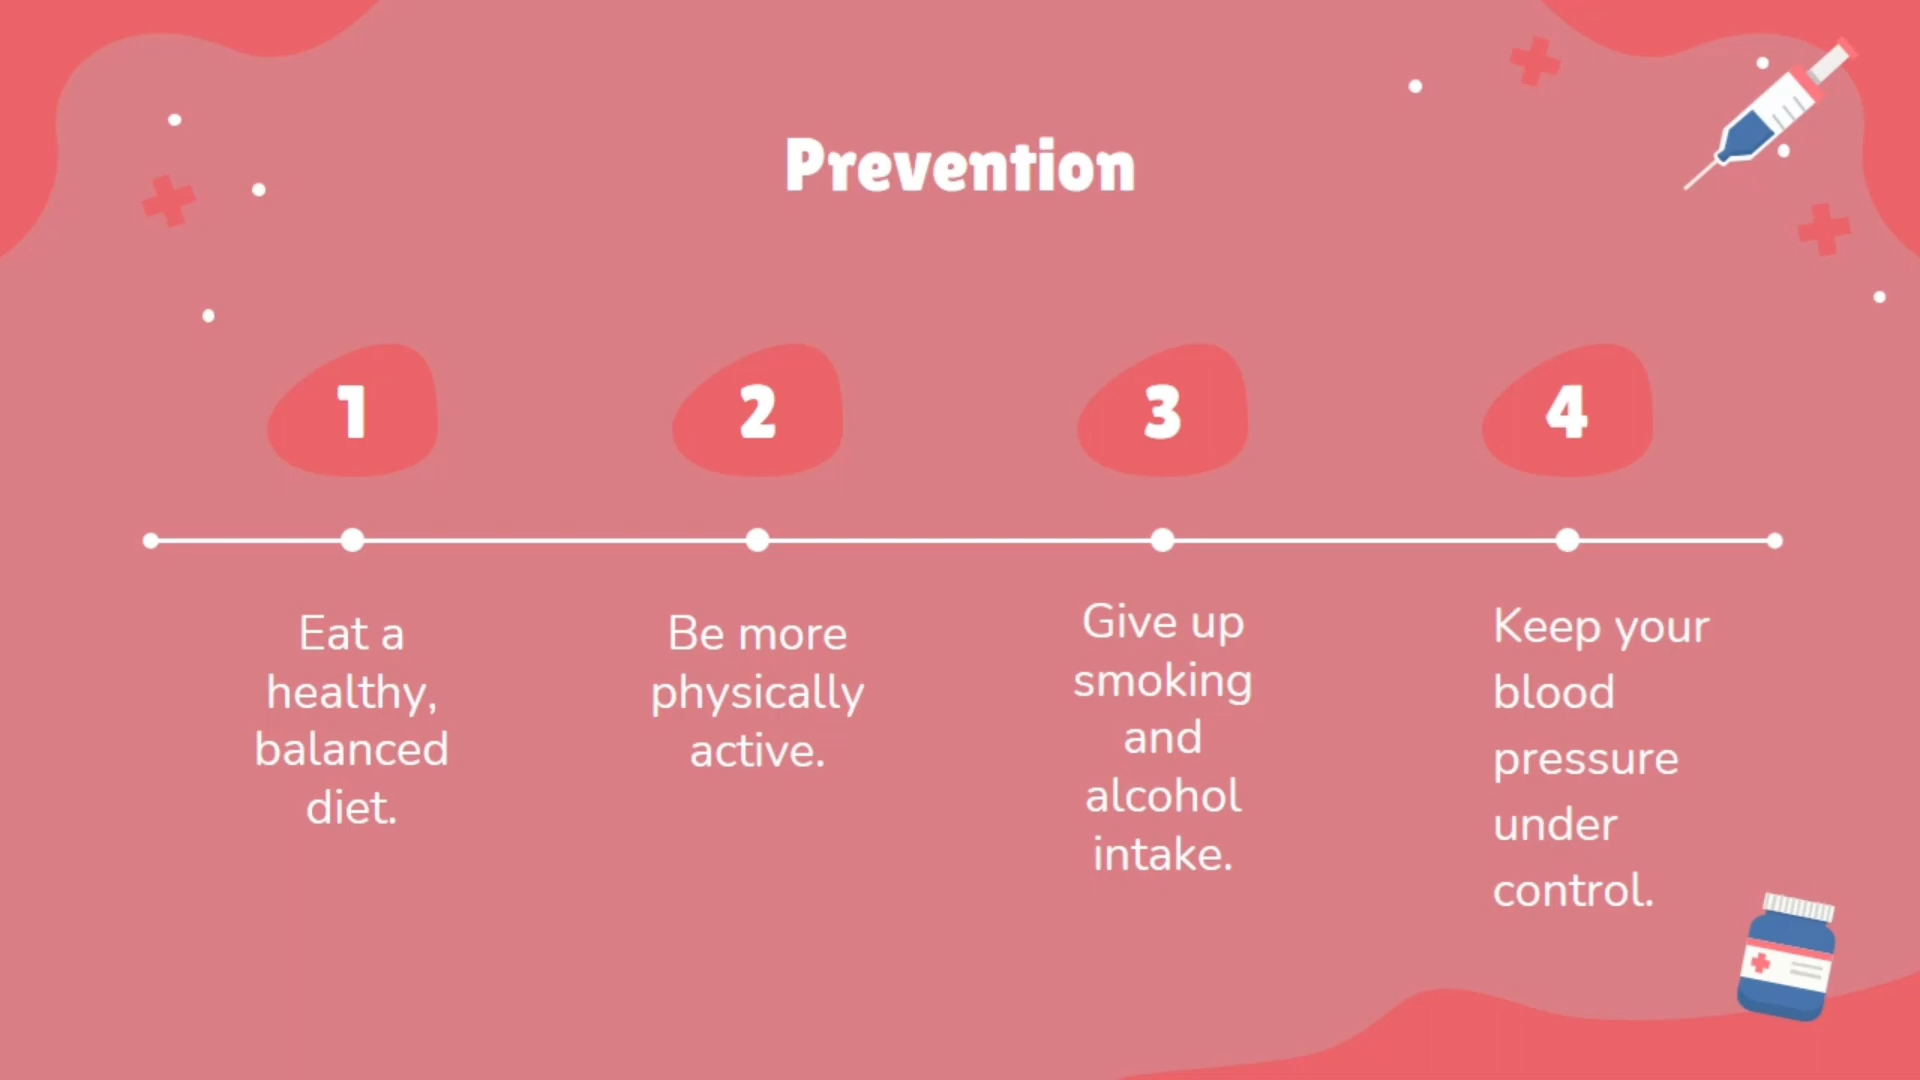 Prevention
1
Eat a
healthy,
balanced
diet.
2
Be more
physically
active.
3
Give up
smoking
and
alcohol
intake.
4
Keep your
blood
pressure
under
control.